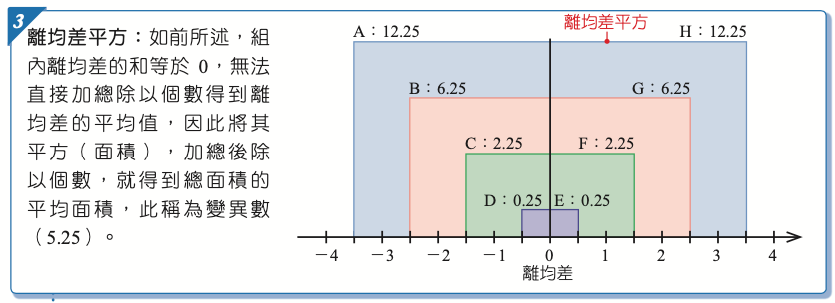 3
離均差平方：如前所述，組
內離均差的和等於 0，無法
直接加總除以個數得到離
均差的平均值，因此將其
平方（面積），加總後除
以個數，就得到總面積的
平均面積，此稱為變異數
（5.25）。
離均差平方
A：12.25 H：12.25
B：6.25 G：6.25
C：2.25 F：2.25
D：0.25 E：0.25
－4 －3 －2 －1 0 1 2 3 4
離均差